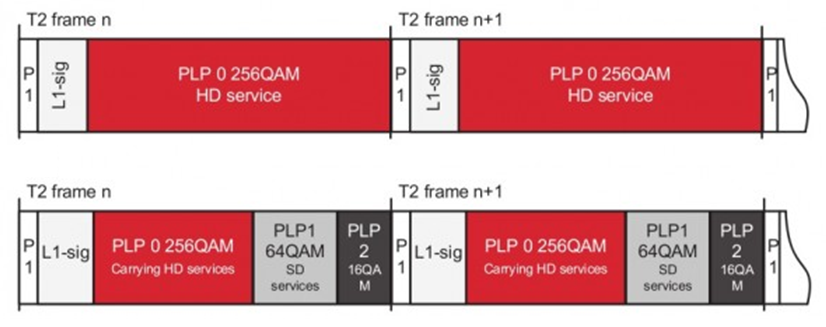 T2 frame n
T2 frame n+1
P
1
L1-sig
PLP 0 256QAM
HD service
P
1
L1-sig
PLP 0 256QAM
HD service
P
1
T2 frame n
T2 frame n+1
P
1
L1-sig
PLP 0 256QAM
Carrying HD services
PLP1
64QAM
SD
services
PLP
2
16QA
M
P
1
L1-sig
PLP 0 256QAM
Carrying HD services
PLP1
64QAM
SD
services
PLP
2
16QA
M
P
1